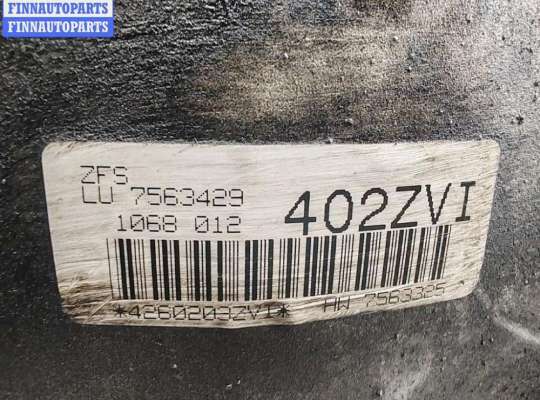 FINNAUTOPARTS
FINNAUTOPARTS
ZFS
LU 7563429
1068 012
402ZVI
*4260203ZVI* HW 7563325